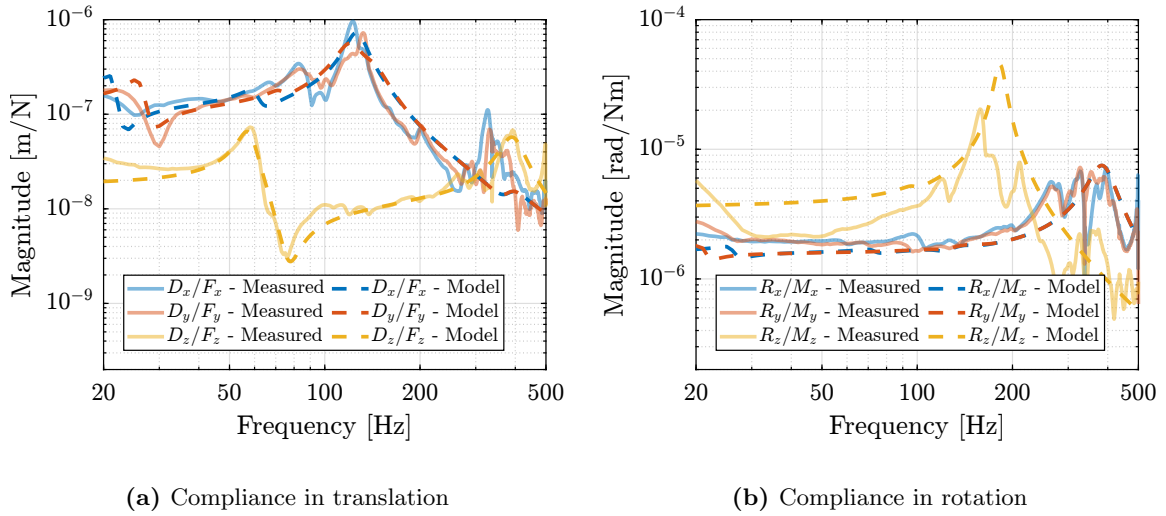 10^{-6}
10^{-7}
10^{-8}
10^{-9}
Magnitude [m/N]
D_x/F_x - Measured
D_y/F_y - Measured
D_z/F_z - Measured
D_x/F_x - Model
D_y/F_y - Model
D_z/F_z - Model
20 50 100 200 500
Frequency [Hz]
(a) Compliance in translation
10^{-4}
10^{-5}
10^{-6}
Magnitude [rad/Nm]
R_x/M_x - Measured
R_y/M_y - Measured
R_z/M_z - Measured
R_x/M_x - Model
R_y/M_y - Model
R_z/M_z - Model
20 50 100 200 500
Frequency [Hz]
(b) Compliance in rotation